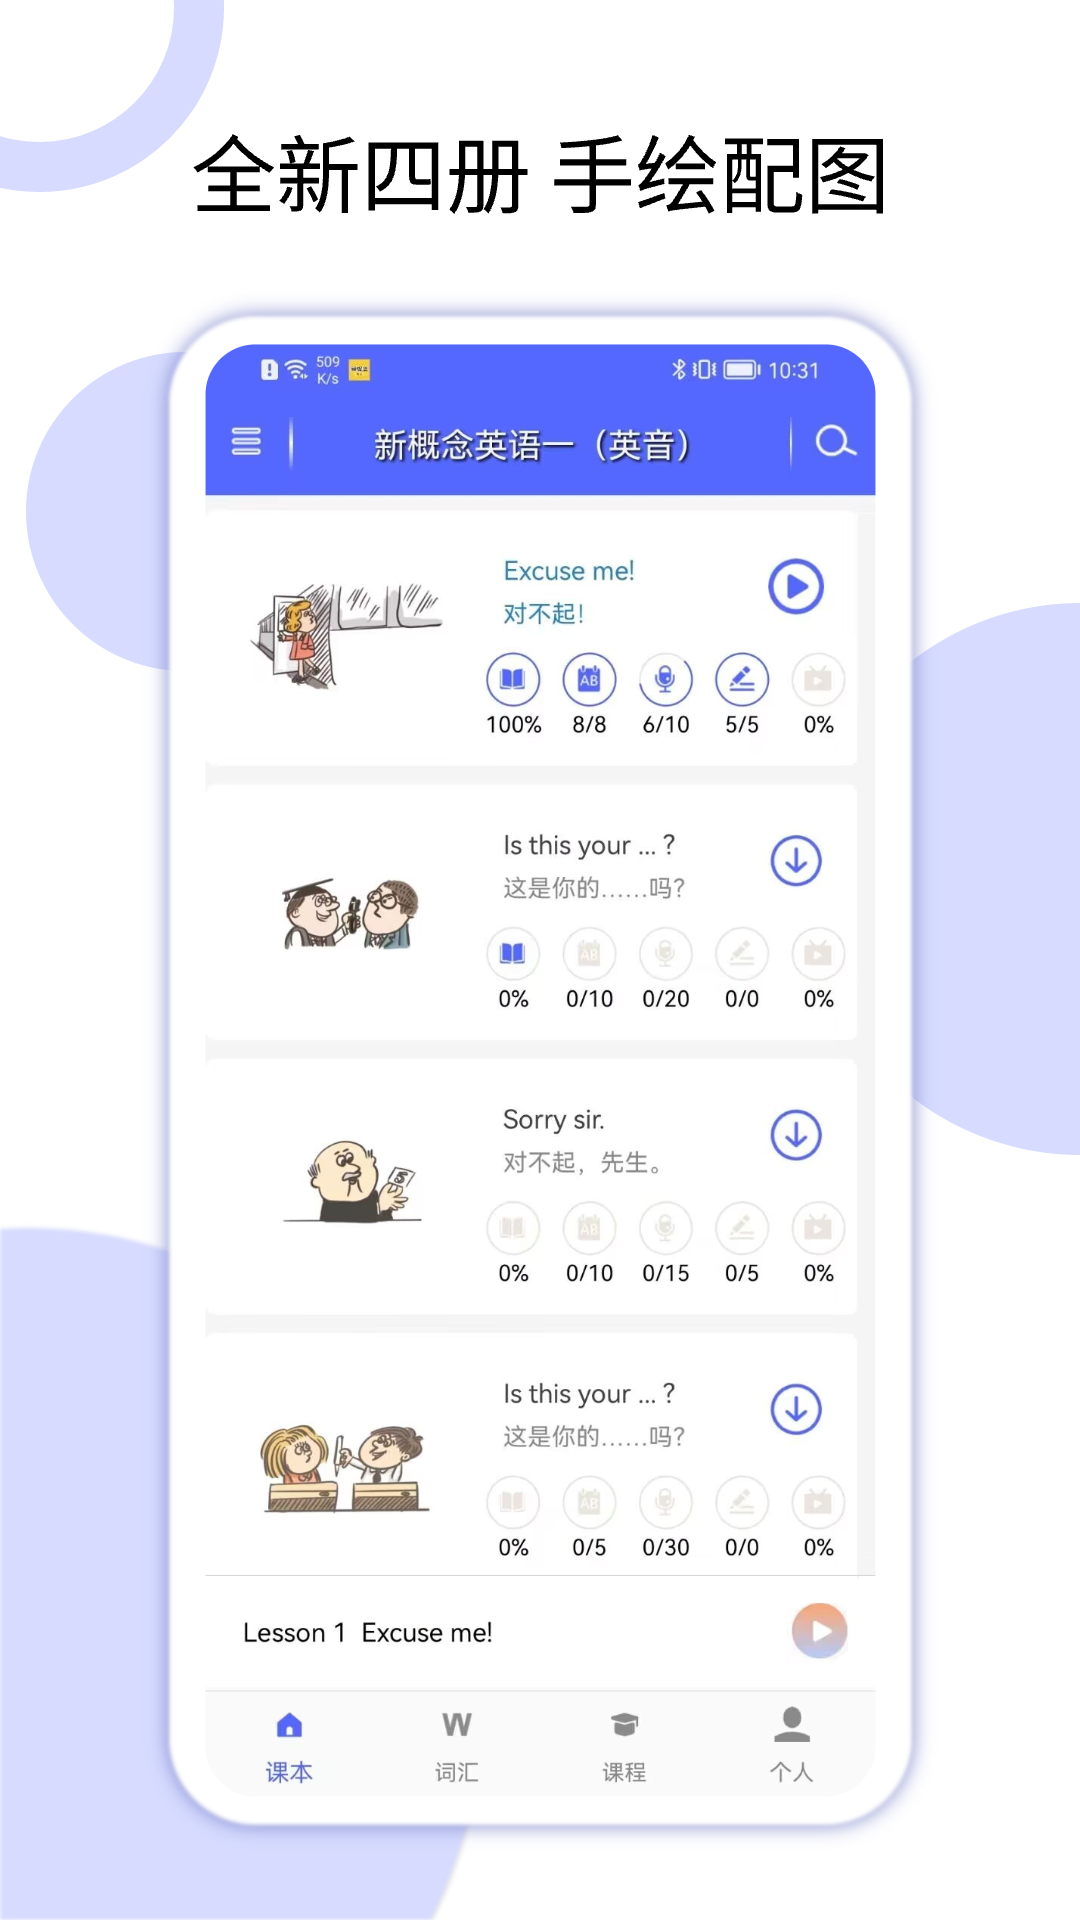 全新四册 手绘配图
509
K/s
10:31
新概念英语一（英音）
Excuse me!
对不起!
AB
100% 8/8 6/10 5/5 0%
Is this your ... ?
这是你的……吗?
AB
0% 0/10 0/20 0/0 0%
Sorry sir.
对不起，先生。
AB
0% 0/10 0/15 0/5 0%
Is this your ... ?
这是你的……吗?
AB
0% 0/5 0/30 0/0 0%
Lesson 1 Excuse me!
W
课本 词汇 课程 个人